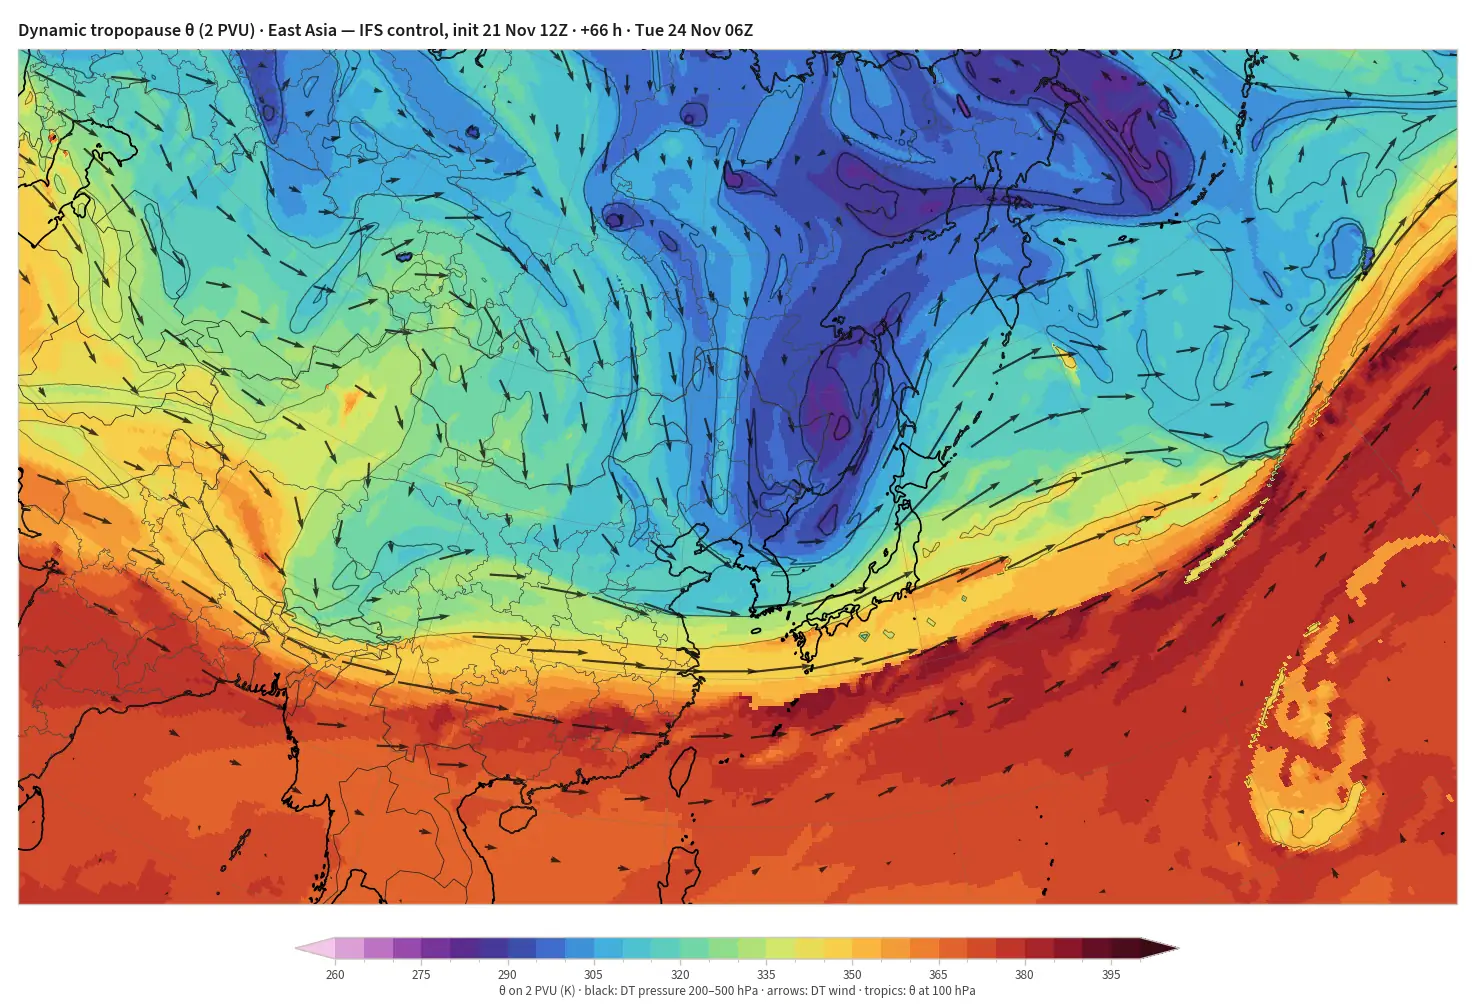 Dynamic tropopause θ (2 PVU) · East Asia — IFS control, init 21 Nov 12Z · +66 h · Tue 24 Nov 06Z
260 275 290 305 320 335 350 365 380 395
θ on 2 PVU (K) · black: DT pressure 200–500 hPa · arrows: DT wind · tropics: θ at 100 hPa